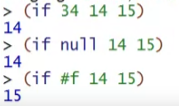 > (if 34 14 15)
14
> (if null 14 15)
14
> (if #f 14 15)
15